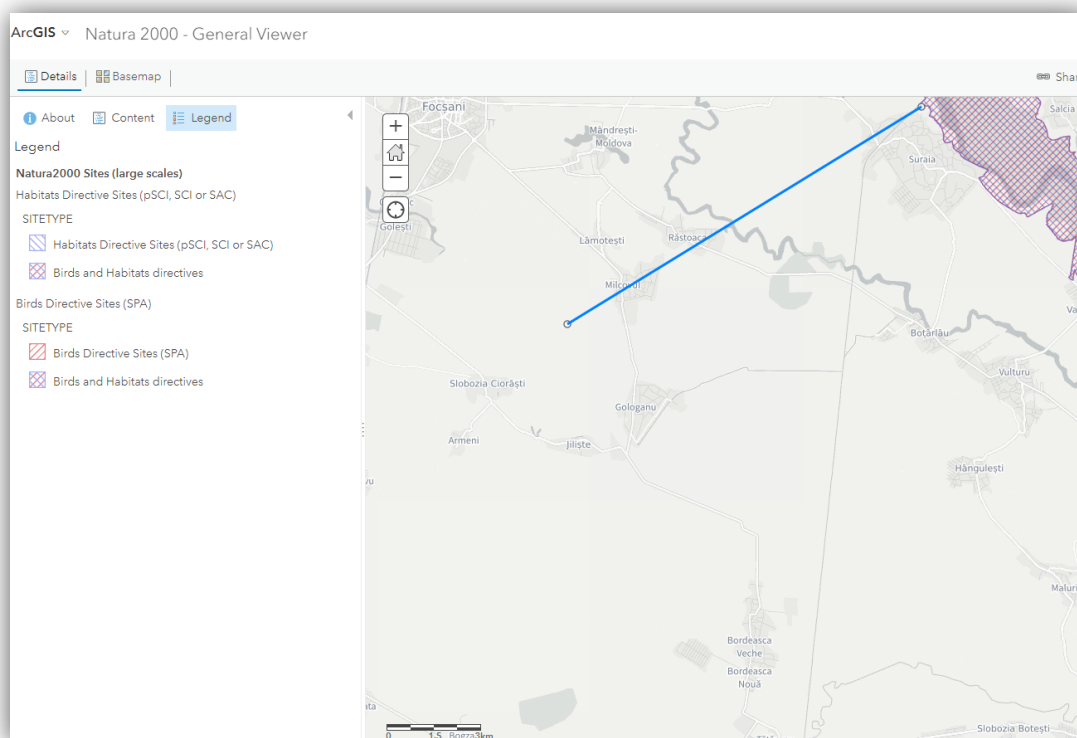 ArcGIS Natura 2000 - General Viewer
Details Basemap Shar
About Content Legend
Legend
Natura2000 Sites (large scales)
Habitats Directive Sites (pSCI, SCI or SAC)
SITETYPE
Habitats Directive Sites (pSCI, SCI or SAC)
Birds and Habitats directives
Birds Directive Sites (SPA)
SITETYPE
Birds Directive Sites (SPA)
Birds and Habitats directives
Focșani
Salcia
Mândrești-
Moldova
Suraia
Golești
Lămotești
Răstoaca
Milcovul
Botârlău
Vulturu
Slobozia Ciorăști
Gologanu
Armeni
Jiliște
Hângulești
Maluri
Bordeasca
Veche
Bordeasca
Nouă
Slobozia Botești
0 1.5 Bogza 3km